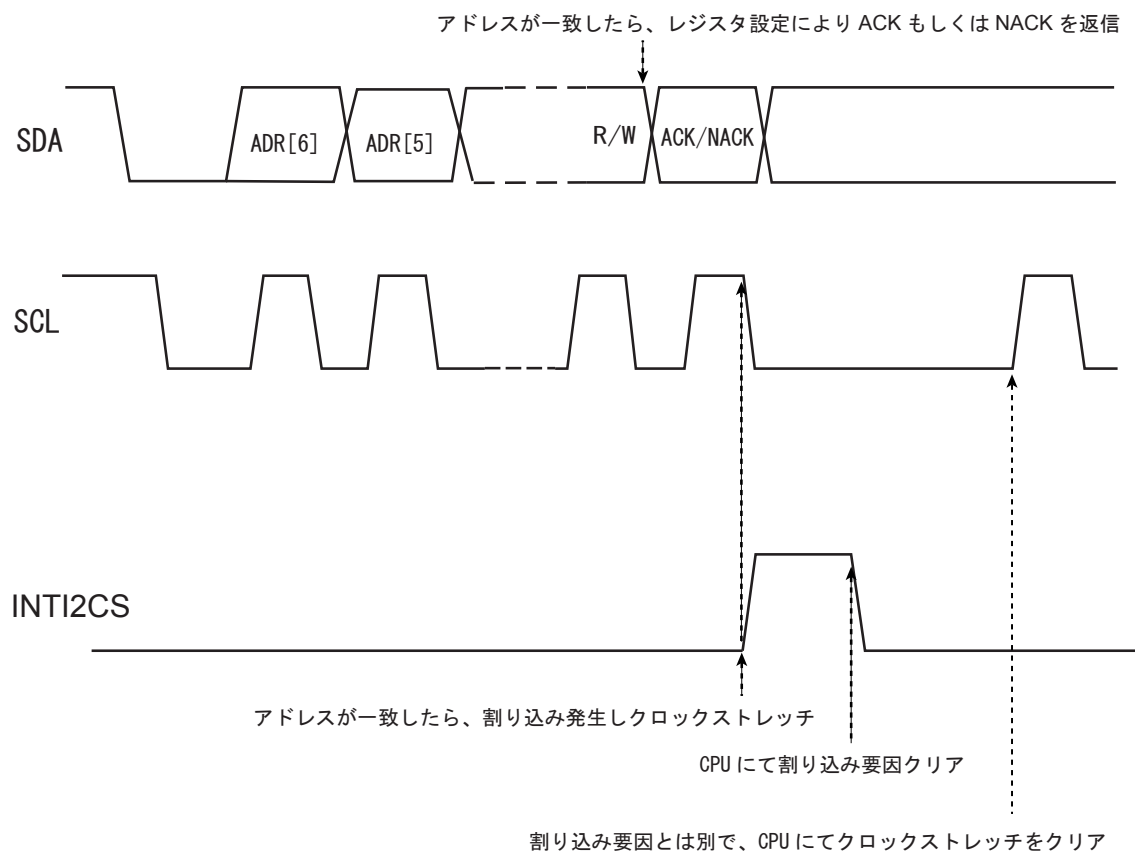 アドレスが一致したら、レジスタ設定により ACK もしくは NACK を返信
SDA
ADR[6]
ADR[5]
R/W
ACK/NACK
SCL
INTI2CS
アドレスが一致したら、割り込み発生しクロックストレッチ
CPU にて割り込み要因クリア
割り込み要因とは別で、CPU にてクロックストレッチをクリア